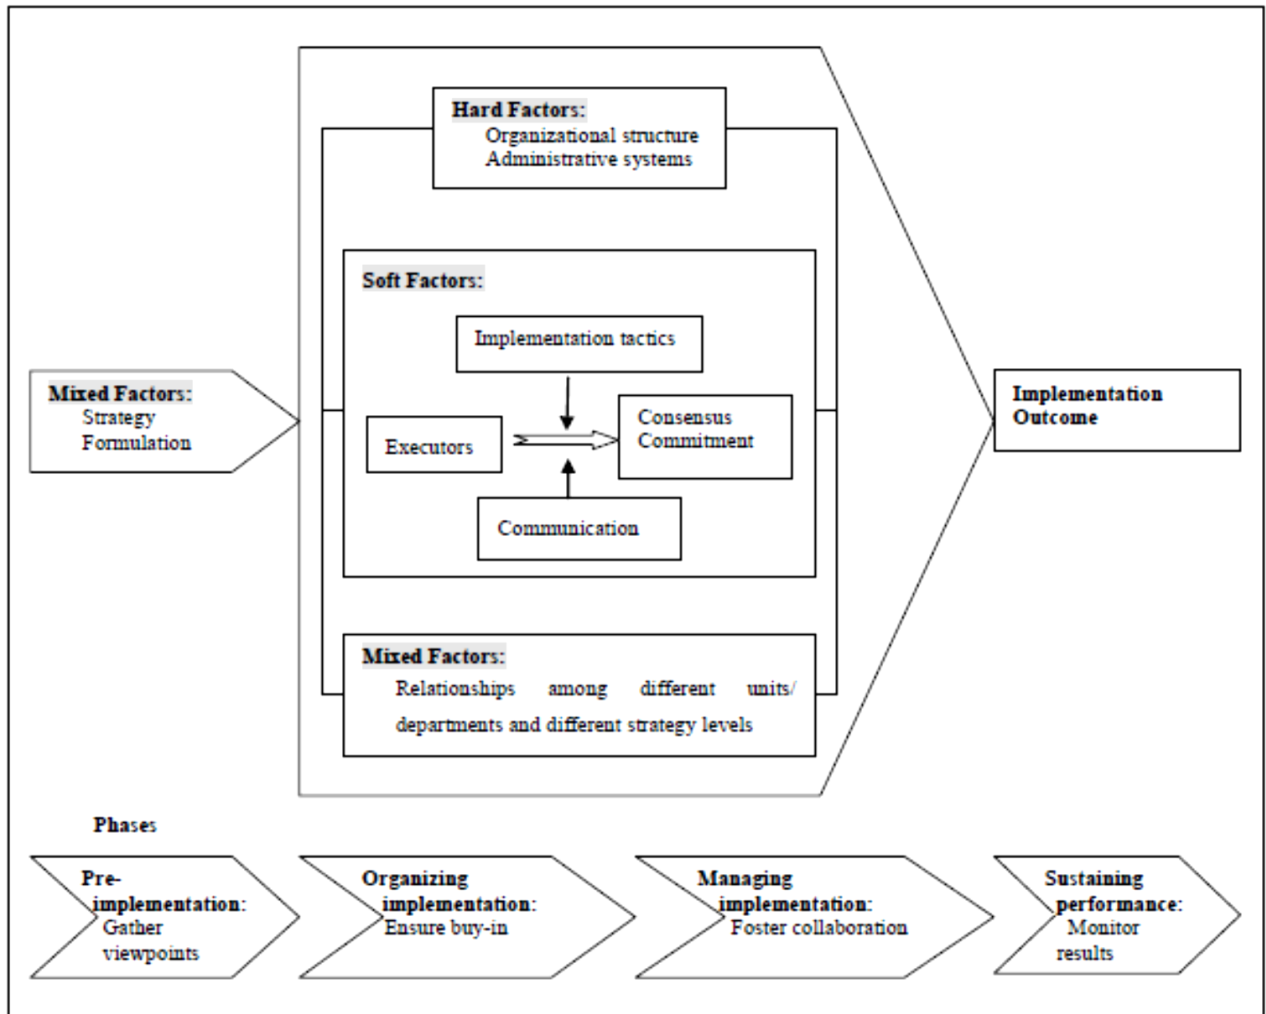 Hard Factors:
Organizational structure
Administrative systems
Soft Factors:
Implementation tactics
Mixed Factors:
Strategy
Formulation
Executors
Consensus
Commitment
Communication
Implementation
Outcome
Mixed Factors:
Relationships among different units/
departments and different strategy levels
Phases
Pre-
implementation:
Gather
viewpoints
Organizing
implementation:
Ensure buy-in
Managing
implementation:
Foster collaboration
Sustaining
performance:
Monitor
results